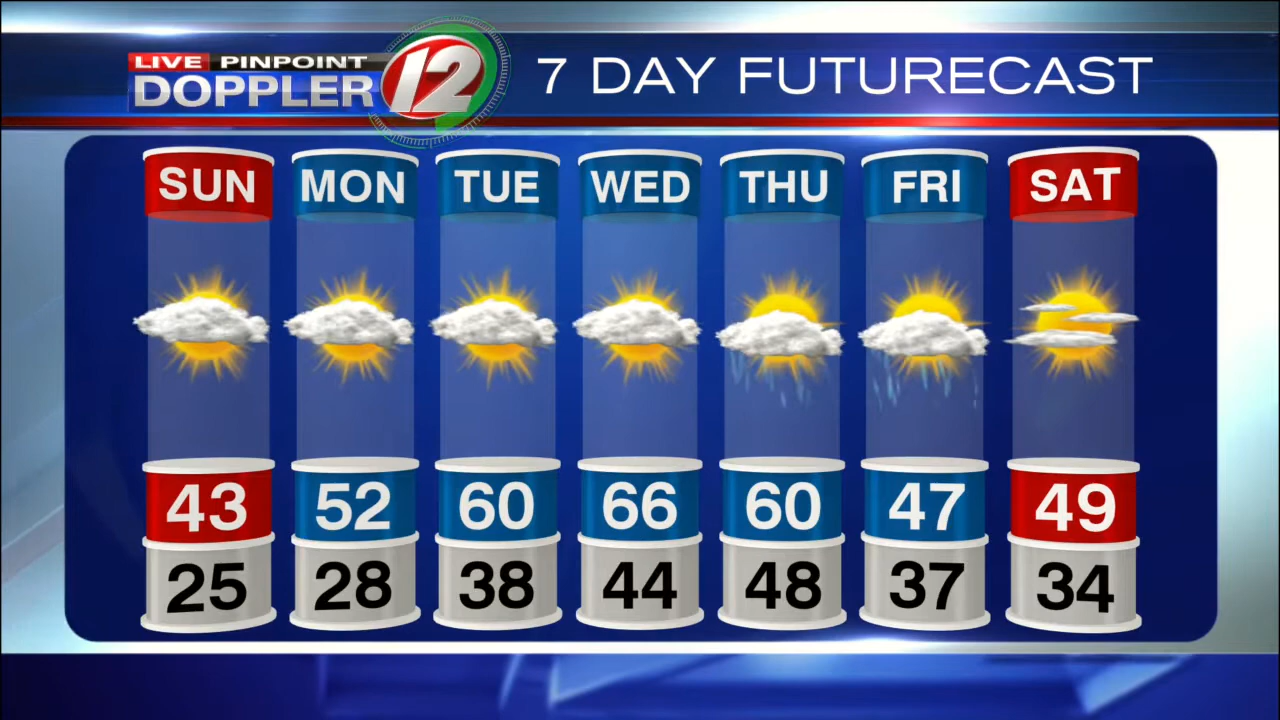 LIVE PINPOINT
DOPPLER 12
7 DAY FUTURECAST
SUN MON TUE WED THU FRI SAT
43 52 60 66 60 47 49
25 28 38 44 48 37 34